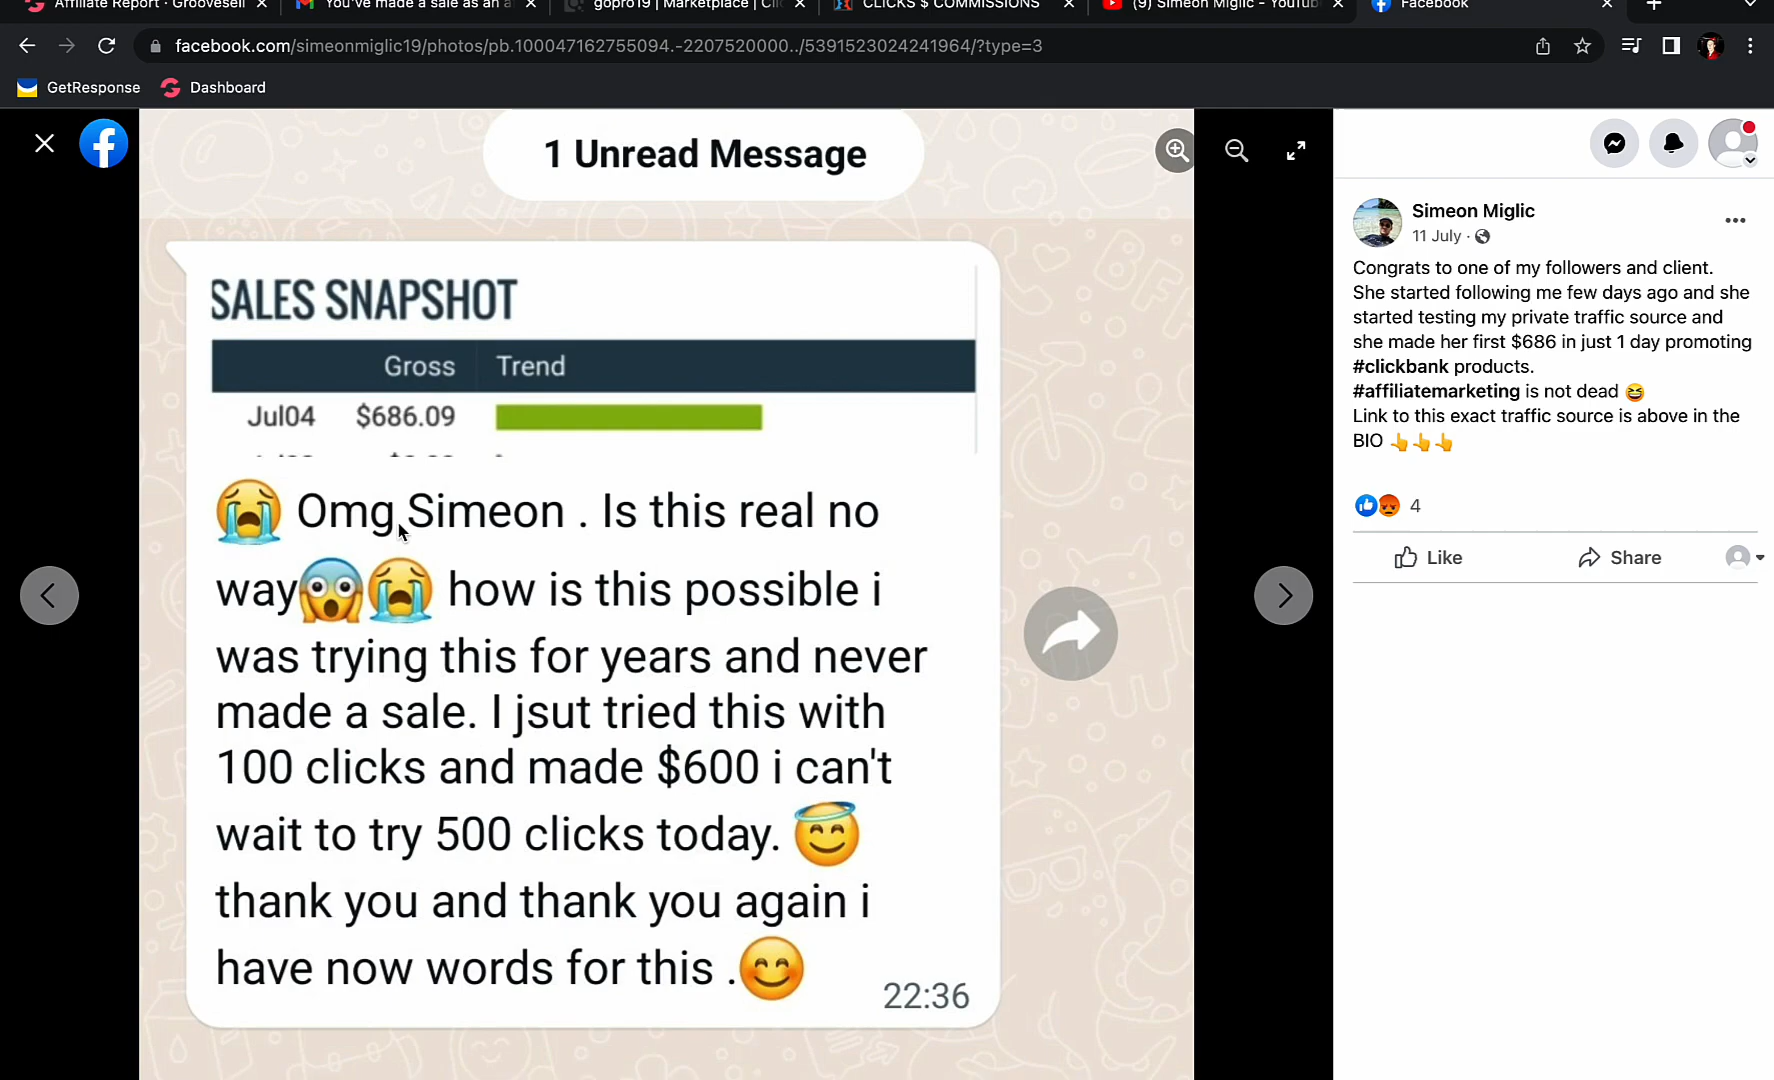 Affiliate Report · Groovesell
You've made a sale as an a
gopro19 | Marketplace | Cli
CLICKS $ COMMISSIONS
(9) Simeon Miglic - YouTub
Facebook
facebook.com/simeonmiglic19/photos/pb.100047162755094.-2207520000../5391523024241964/?type=3
GetResponse
Dashboard
1 Unread Message
SALES SNAPSHOT
Gross Trend
Jul04 $686.09
😭 Omg Simeon . Is this real no
way😱😭 how is this possible i
was trying this for years and never
made a sale. I jsut tried this with
100 clicks and made $600 i can't
wait to try 500 clicks today. 😇
thank you and thank you again i
have now words for this .😊
22:36
Simeon Miglic
11 July ·
Congrats to one of my followers and client.
She started following me few days ago and she
started testing my private traffic source and
she made her first $686 in just 1 day promoting
#clickbank products.
#affiliatemarketing is not dead 😆
Link to this exact traffic source is above in the
BIO 👆👆👆
4
Like
Share